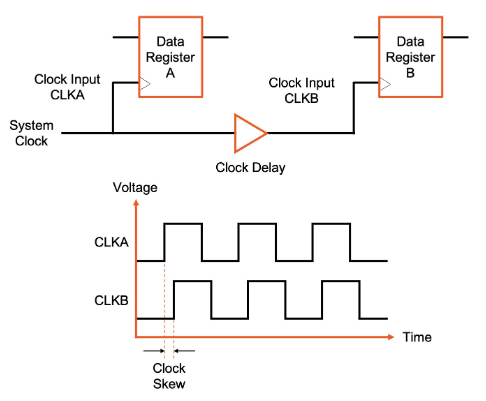 Data
Register
A
Data
Register
B
Clock Input
CLKA
Clock Input
CLKB
System
Clock
Clock Delay
Voltage
CLKA
CLKB
Time
Clock
Skew